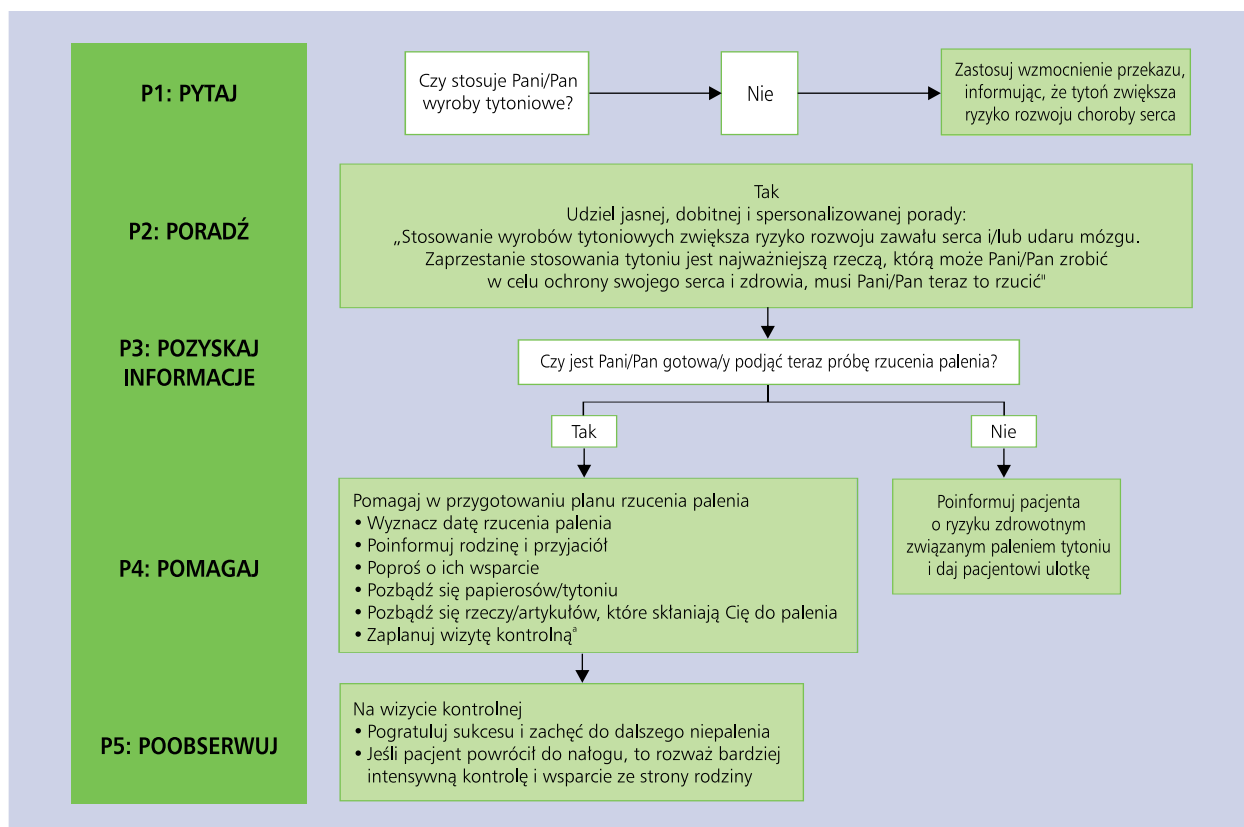 P1: PYTAJ
Czy stosuje Pani/Pan
wyroby tytoniowe?
Nie
Zastosuj wzmocnienie przekazu,
informując, że tytoń zwiększa
ryzyko rozwoju choroby serca
P2: PORADŹ
Tak
Udziel jasnej, dobitnej i spersonalizowanej porady:
„Stosowanie wyrobów tytoniowych zwiększa ryzyko rozwoju zawału serca i/lub udaru mózgu.
Zaprzestanie stosowania tytoniu jest najważniejszą rzeczą, którą może Pani/Pan zrobić
w celu ochrony swojego serca i zdrowia, musi Pani/Pan teraz to rzucić"
P3: POZYSKAJ
INFORMACJE
Czy jest Pani/Pan gotowa/y podjąć teraz próbę rzucenia palenia?
Tak
Nie
P4: POMAGAJ
Pomagaj w przygotowaniu planu rzucenia palenia
• Wyznacz datę rzucenia palenia
• Poinformuj rodzinę i przyjaciół
• Poproś o ich wsparcie
• Pozbądź się papierosów/tytoniu
• Pozbądź się rzeczy/artykułów, które skłaniają Cię do palenia
• Zaplanuj wizytę kontrolnąᵃ
Poinformuj pacjenta
o ryzyku zdrowotnym
związanym paleniem tytoniu
i daj pacjentowi ulotkę
P5: POOBSERWUJ
Na wizycie kontrolnej
• Pogratuluj sukcesu i zachęć do dalszego niepalenia
• Jeśli pacjent powrócił do nałogu, to rozważ bardziej
intensywną kontrolę i wsparcie ze strony rodziny